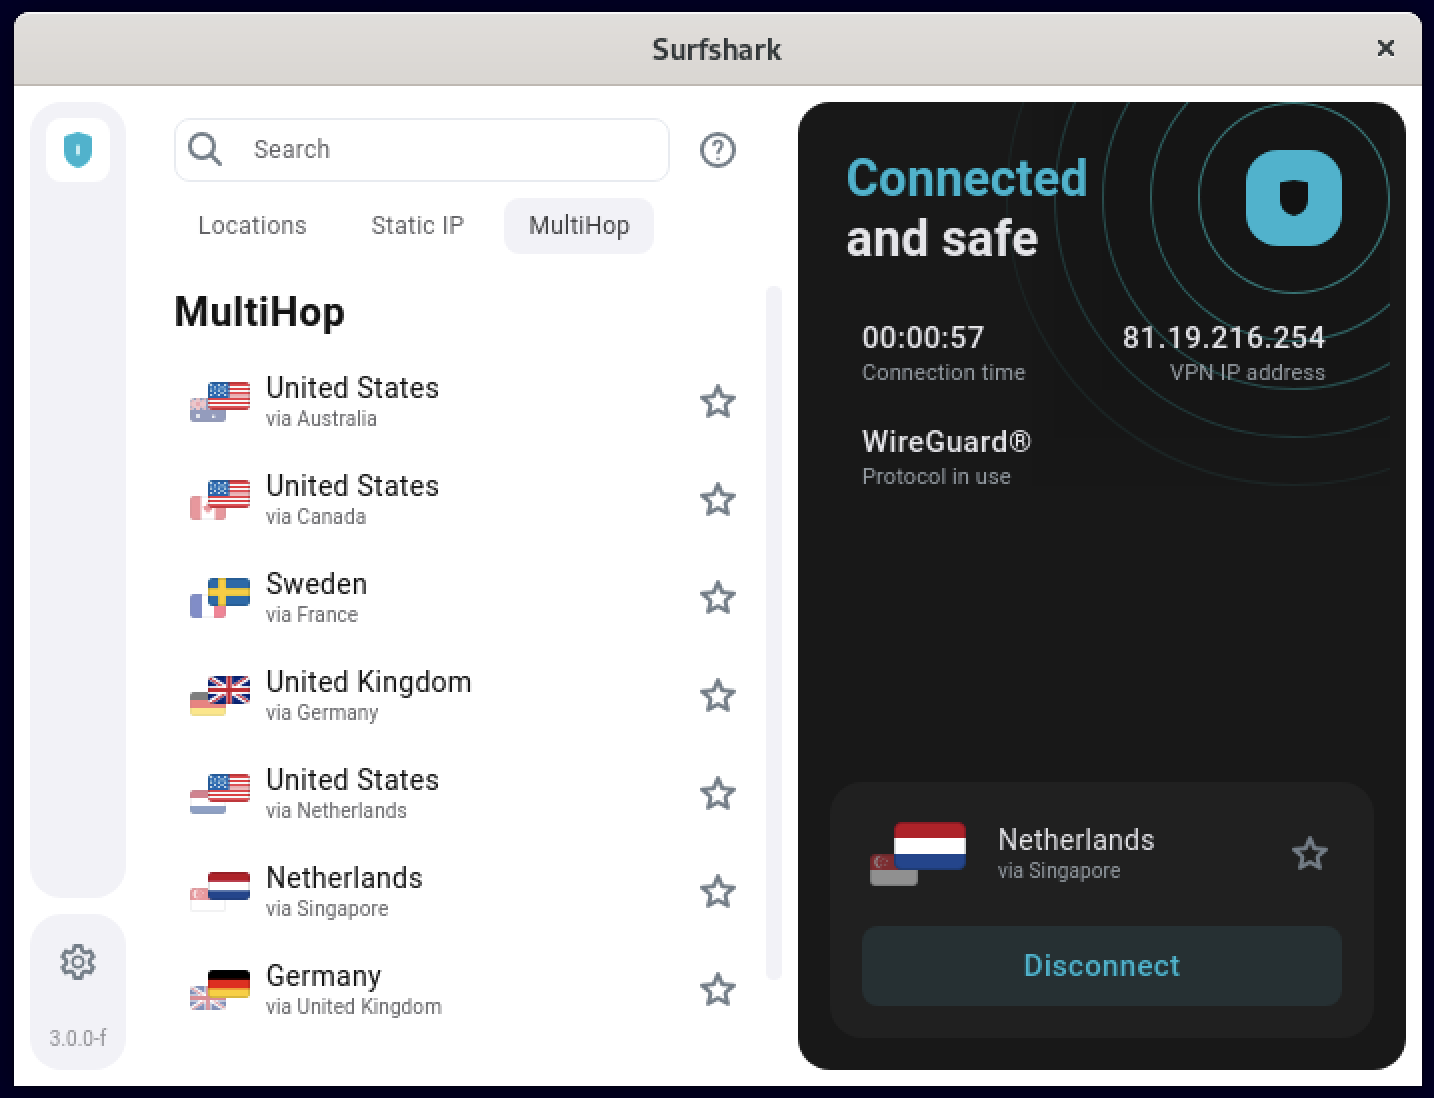 Surfshark
Search
Locations
Static IP
MultiHop
MultiHop
United States
via Australia
United States
via Canada
Sweden
via France
United Kingdom
via Germany
United States
via Netherlands
Netherlands
via Singapore
Germany
via United Kingdom
3.0.0-f
Connected
and safe
00:00:57
Connection time
81.19.216.254
VPN IP address
WireGuard®
Protocol in use
Netherlands
via Singapore
Disconnect